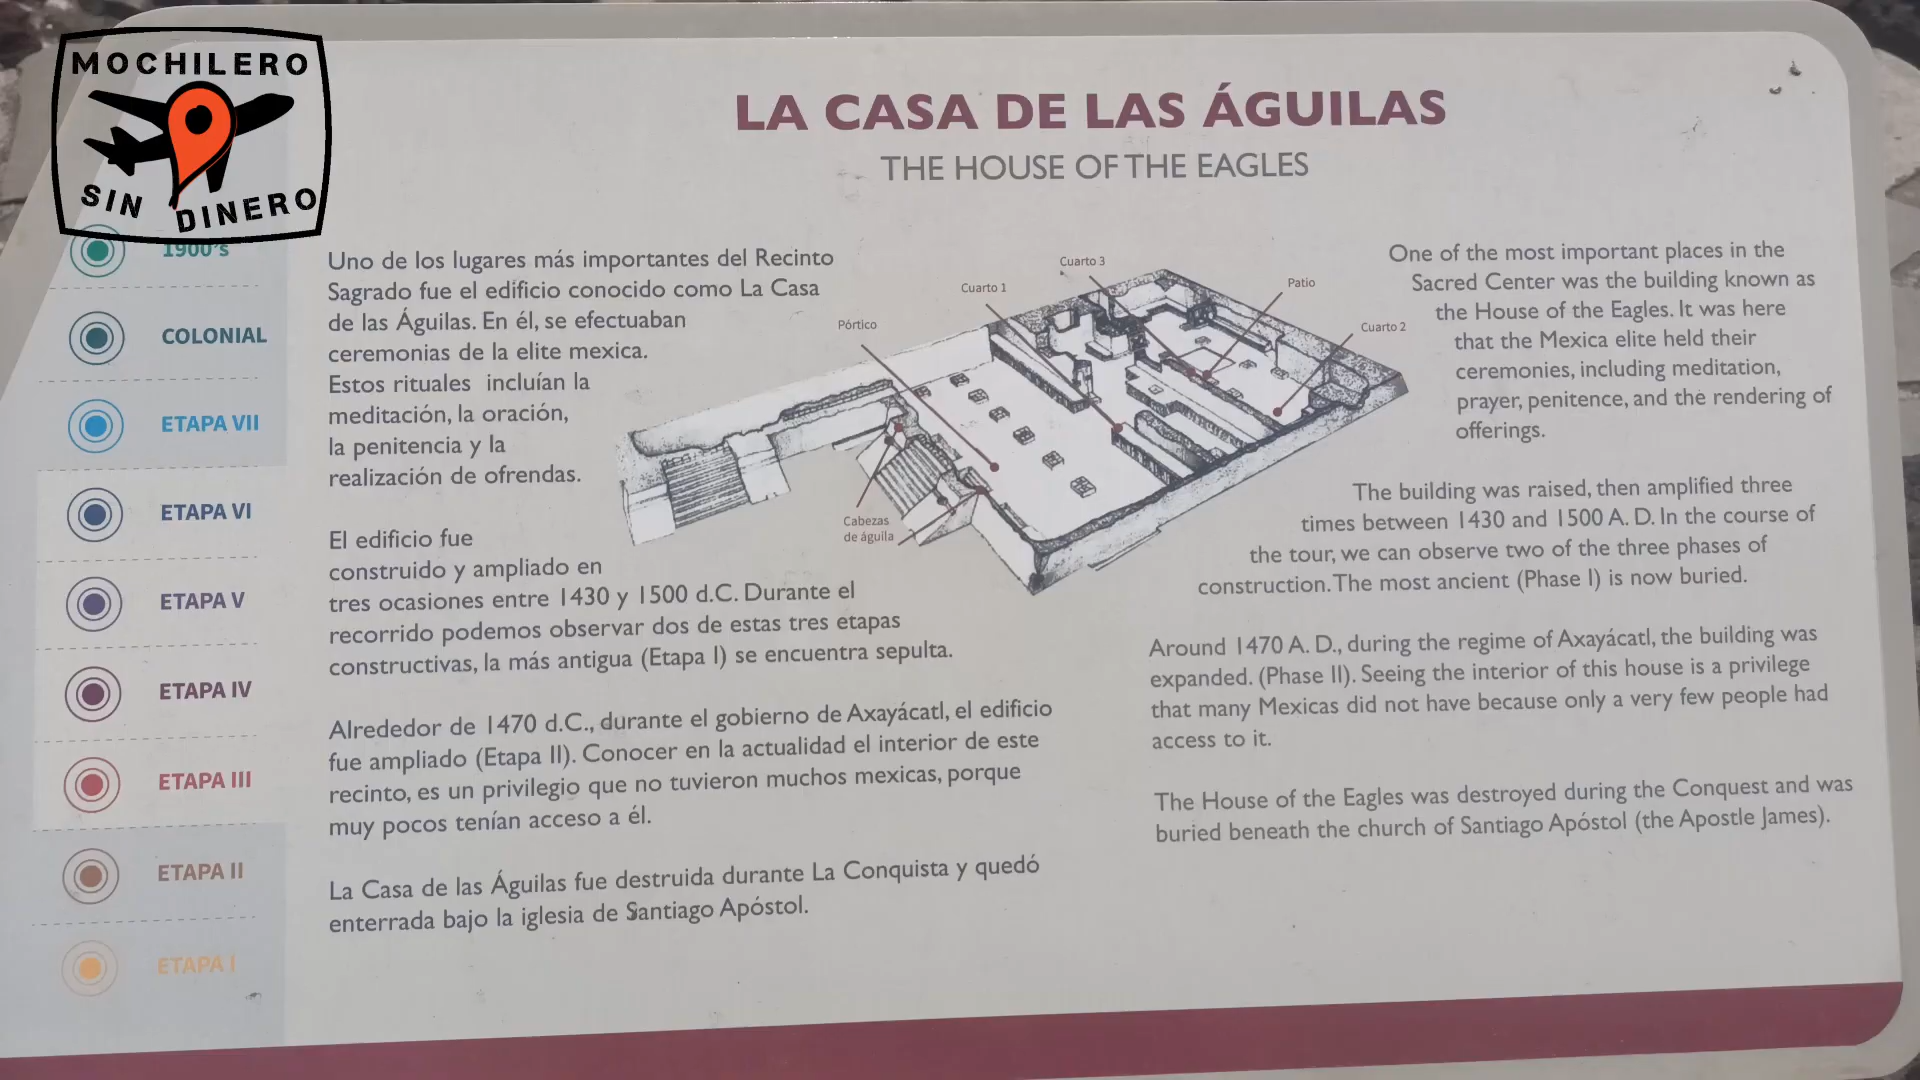 MOCHILERO
SIN DINERO
LA CASA DE LAS ÁGUILAS
THE HOUSE OF THE EAGLES
1900's
COLONIAL
ETAPA VII
ETAPA VI
ETAPA V
ETAPA IV
ETAPA III
ETAPA II
ETAPA I
Uno de los lugares más importantes del Recinto
Sagrado fue el edificio conocido como La Casa
de las Águilas. En él, se efectuaban
ceremonias de la elite mexica.
Estos rituales incluían la
meditación, la oración,
la penitencia y la
realización de ofrendas.
El edificio fue
construido y ampliado en
tres ocasiones entre 1430 y 1500 d.C. Durante el
recorrido podemos observar dos de estas tres etapas
constructivas, la más antigua (Etapa I) se encuentra sepulta.
Alrededor de 1470 d.C., durante el gobierno de Axayácatl, el edificio
fue ampliado (Etapa II). Conocer en la actualidad el interior de este
recinto, es un privilegio que no tuvieron muchos mexicas, porque
muy pocos tenían acceso a él.
La Casa de las Águilas fue destruida durante La Conquista y quedó
enterrada bajo la iglesia de Santiago Apóstol.
Pórtico
Cuarto 1
Cuarto 3
Patio
Cuarto 2
Cabezas
de águila
One of the most important places in the
Sacred Center was the building known as
the House of the Eagles. It was here
that the Mexica elite held their
ceremonies, including meditation,
prayer, penitence, and the rendering of
offerings.
The building was raised, then amplified three
times between 1430 and 1500 A. D. In the course of
the tour, we can observe two of the three phases of
construction. The most ancient (Phase I) is now buried.
Around 1470 A. D., during the regime of Axayácatl, the building was
expanded. (Phase II). Seeing the interior of this house is a privilege
that many Mexicas did not have because only a very few people had
access to it.
The House of the Eagles was destroyed during the Conquest and was
buried beneath the church of Santiago Apóstol (the Apostle James).